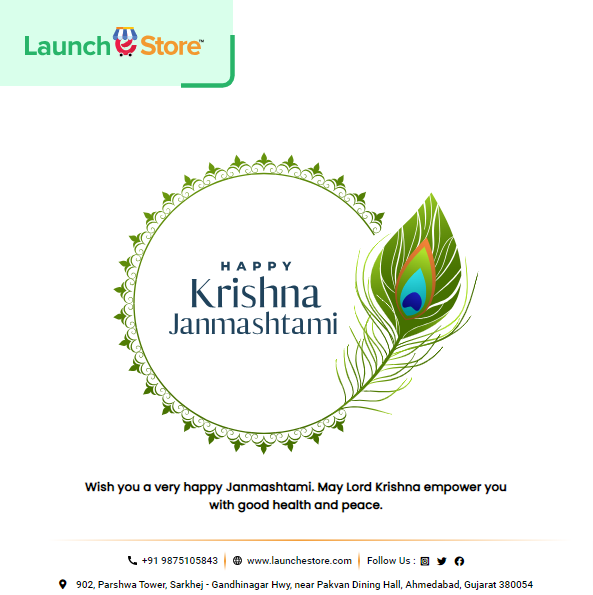 Launch e Store™
HAPPY
Krishna
Janmashtami
Wish you a very happy Janmashtami. May Lord Krishna empower you
with good health and peace.
+91 9875105843 | www.launchestore.com | Follow Us :
902, Parshwa Tower, Sarkhej - Gandhinagar Hwy, near Pakvan Dining Hall, Ahmedabad, Gujarat 380054